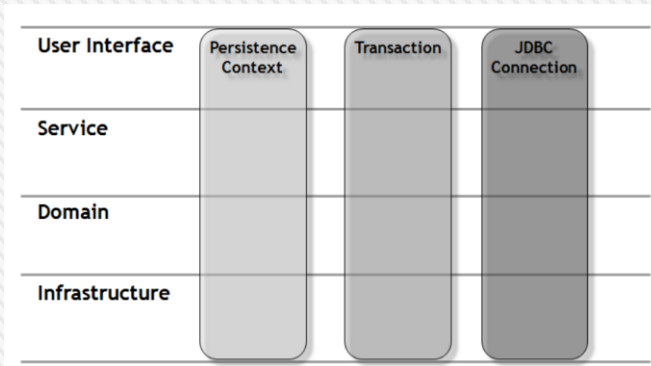 User Interface
Persistence
Context
Transaction
JDBC
Connection
Service
Domain
Infrastructure